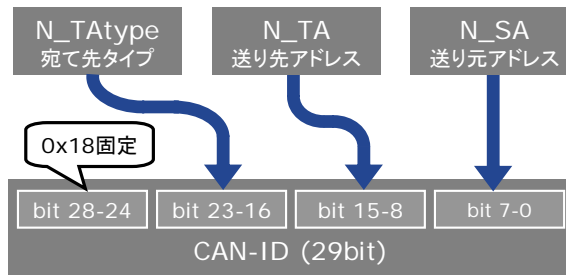 N_TAtype
宛て先タイプ
N_TA
送り先アドレス
N_SA
送り元アドレス
0x18固定
bit 28-24
bit 23-16
bit 15-8
bit 7-0
CAN-ID (29bit)